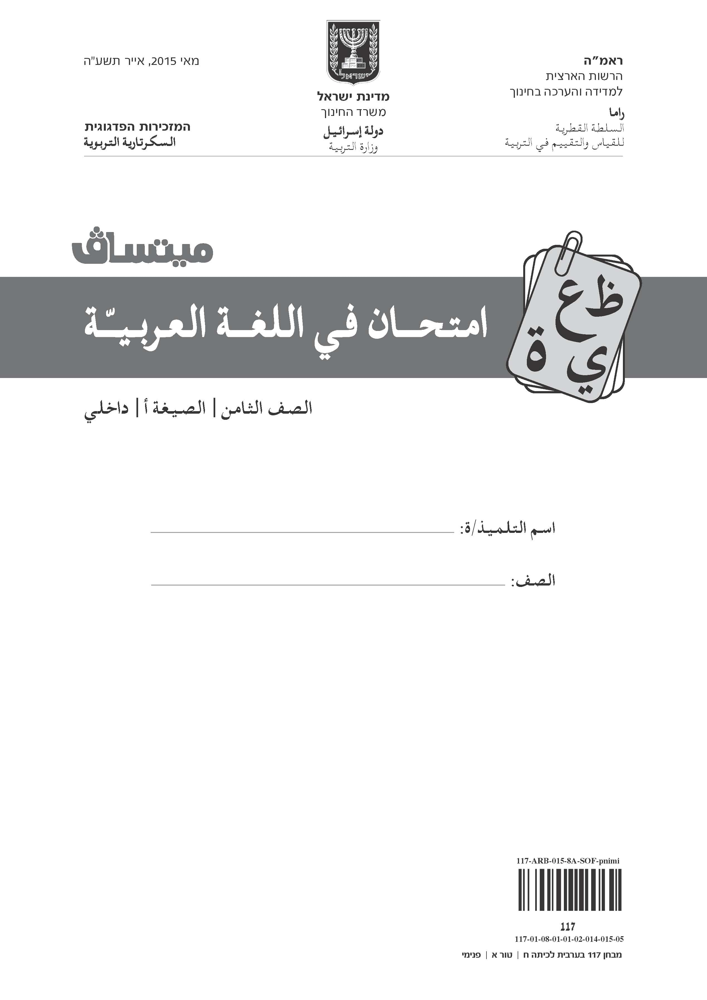 ראמ"ה
הרשות הארצית
למדידה והערכה בחינוך
راما
السلطة القطرية
للقياس والتقييم في التربية
ישראל
מדינת ישראל
משרד החינוך
دولة إسرائيل
وزارة التربية
מאי 2015, אייר תשע"ה
המזכירות הפדגוגית
السكرتارية التربوية
ميتساڤ
ظ ع
ي ة
امتحان في اللغة العربيّة
الصف الثامن | الصيغة أ | داخلي
اسم التلميذ/ة:
الصف:
117-ARB-015-8A-SOF-pnimi
117
117-01-08-01-01-02-014-015-05
מבחן 117 בערבית לכיתה ח | טור א | פנימי